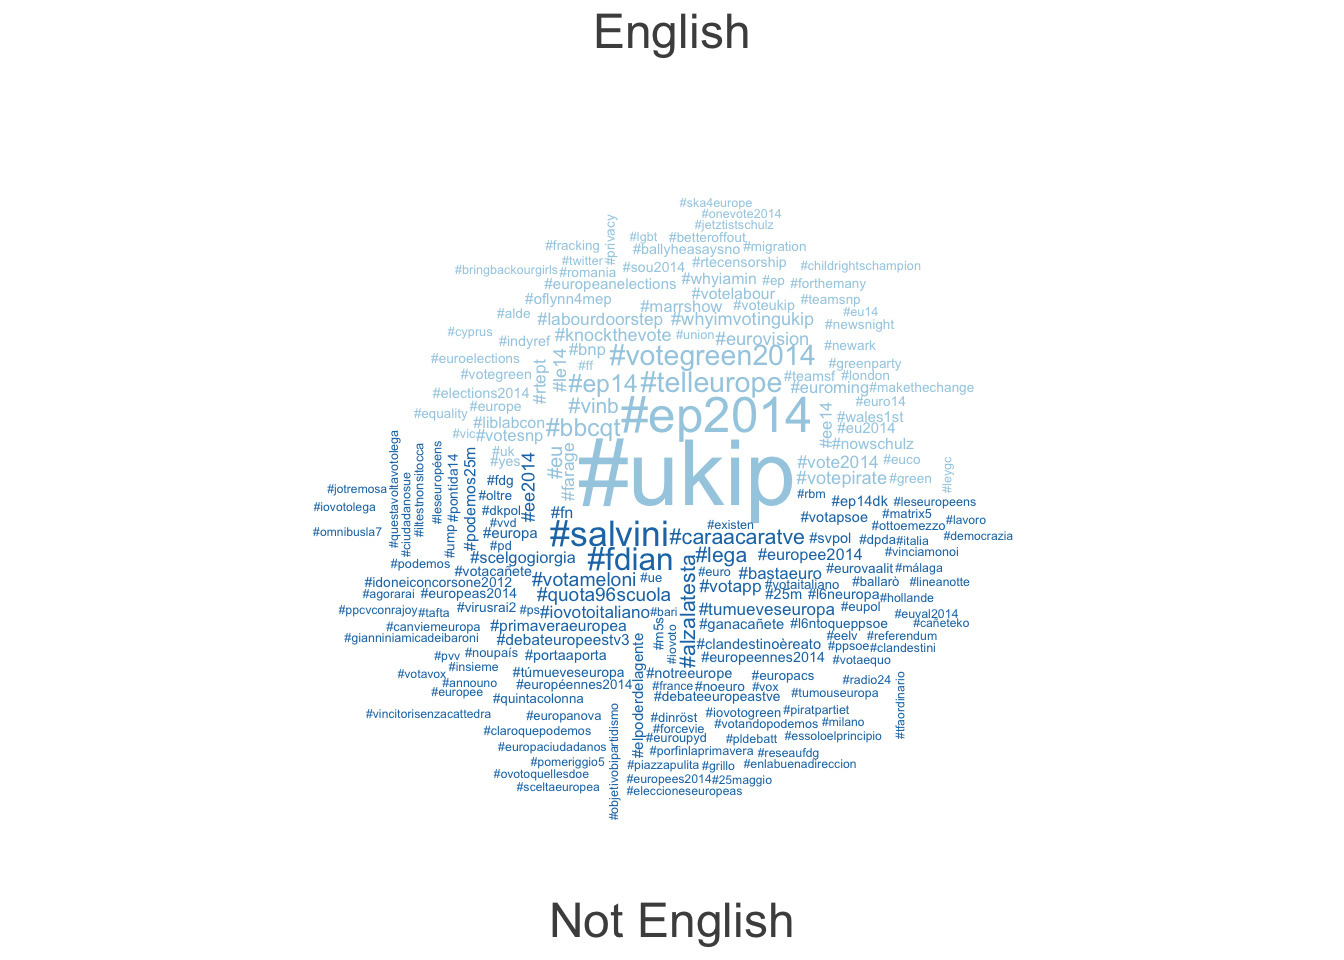 English
#ska4europe
#onevote2014
#jetztistschulz
#privacy
#lgbt #betteroffout
#fracking #ballyheasaysno #migration
#twitter #rtecensorship
#bringbackourgirls #romania #sou2014 #childrightschampion
#europeanelections #whyiamin #ep #forthemany
#oflynn4mep #votelabour #teamsnp
#alde #marrshow #voteukip #eu14
#labourdoorstep #whyimvotingukip #newsnight
#cyprus #indyref #knockthevote #union #eurovision #newark
#euroelections #bnp #votegreen2014 #greenparty
#votegreen #rtept #le14 #ff #teamsf #london
#elections2014 #ep14 #telleurope #euroming #makethechange
#equality #europe #vinb #ep2014 #ee14 #euro14
#liblabcon #bbcqt #wales1st
#vic #votesnp #eu2014
#uk #eu #farage #ukip #nowschulz
#yes #vote2014 #euco
#votepirate #green #leygc
#questavoltavotolega #ciudadanosue #iltestnonsitocca #leseuropéens #pontida14 #ump #podemos25m #ee2014
#jotremosa #fdg #rbm
#iovotolega #oltre #ep14dk #leseuropeens
#dkpol #fn #votapsoe #matrix5
#omnibusla7 #vvd #salvini #existen #ottoemezzo #lavoro
#europa #caraacaratve #svpol #dpda #italia #democrazia
#pd #fdian #lega #europee2014 #vinciamonoi
#podemos #scelgogiorgia #alzalatesta
#votacañete #euro #bastaeuro #eurovaalit #málaga
#idoneiconcorsone2012 #votameloni #ue #votapp #votaitaliano #ballarò #lineanotte
#agorarai #europeas2014 #quota96scuola #25m #l6neuropa #hollande
#ppcvconrajoy #tafta #virusrai2 #ps #iovotoitaliano #bari #tumueveseuropa #eupol #euval2014
#canviemeuropa #primaveraeuropea #m5s #ganacañete #l6ntoqueppsoe #cañeteko
#gianniniamicadeibaroni #debateuropeestv3 #iovoto #clandestinoèreato #eelv #referendum
#ppsoe #clandestini
#pvv #noupaís #portaaporta #elpoderdelagente #europeennes2014 #votaequo
#votavox #insieme #túmueveseuropa #notreeurope #europacs
#announo #européennes2014 #france #noeuro #vox #radio24 #tfaordinario
#europee #quintacolonna #debateeuropeastve #tumouseuropa
#vincitorisenzacattedra #europanova #objetivobipartidismo #dinröst #iovotogreen #piratpartiet
#claroquepodemos #forcevie #votandopodemos #milano
#europaciudadanos #euroupyd #pldebatt #essoloelprincipio
#pomeriggio5 #porfinlaprimavera #reseaufdg
#ovotoquellesdoe #piazzapulita #grillo #enlabuenadireccion
#sceltaeuropea #europees2014 #25maggio
#eleccioneseuropeas
Not English